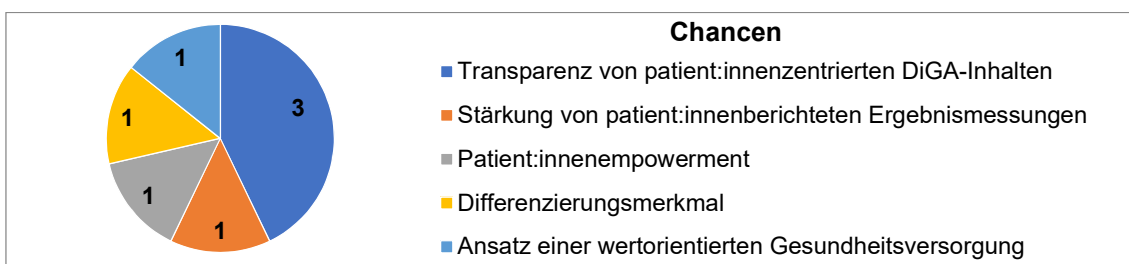 Chancen
1
3
1
1
1
Transparenz von patient:innenzentrierten DiGA-Inhalten
Stärkung von patient:innenberichteten Ergebnismessungen
Patient:innenempowerment
Differenzierungsmerkmal
Ansatz einer wertorientierten Gesundheitsversorgung